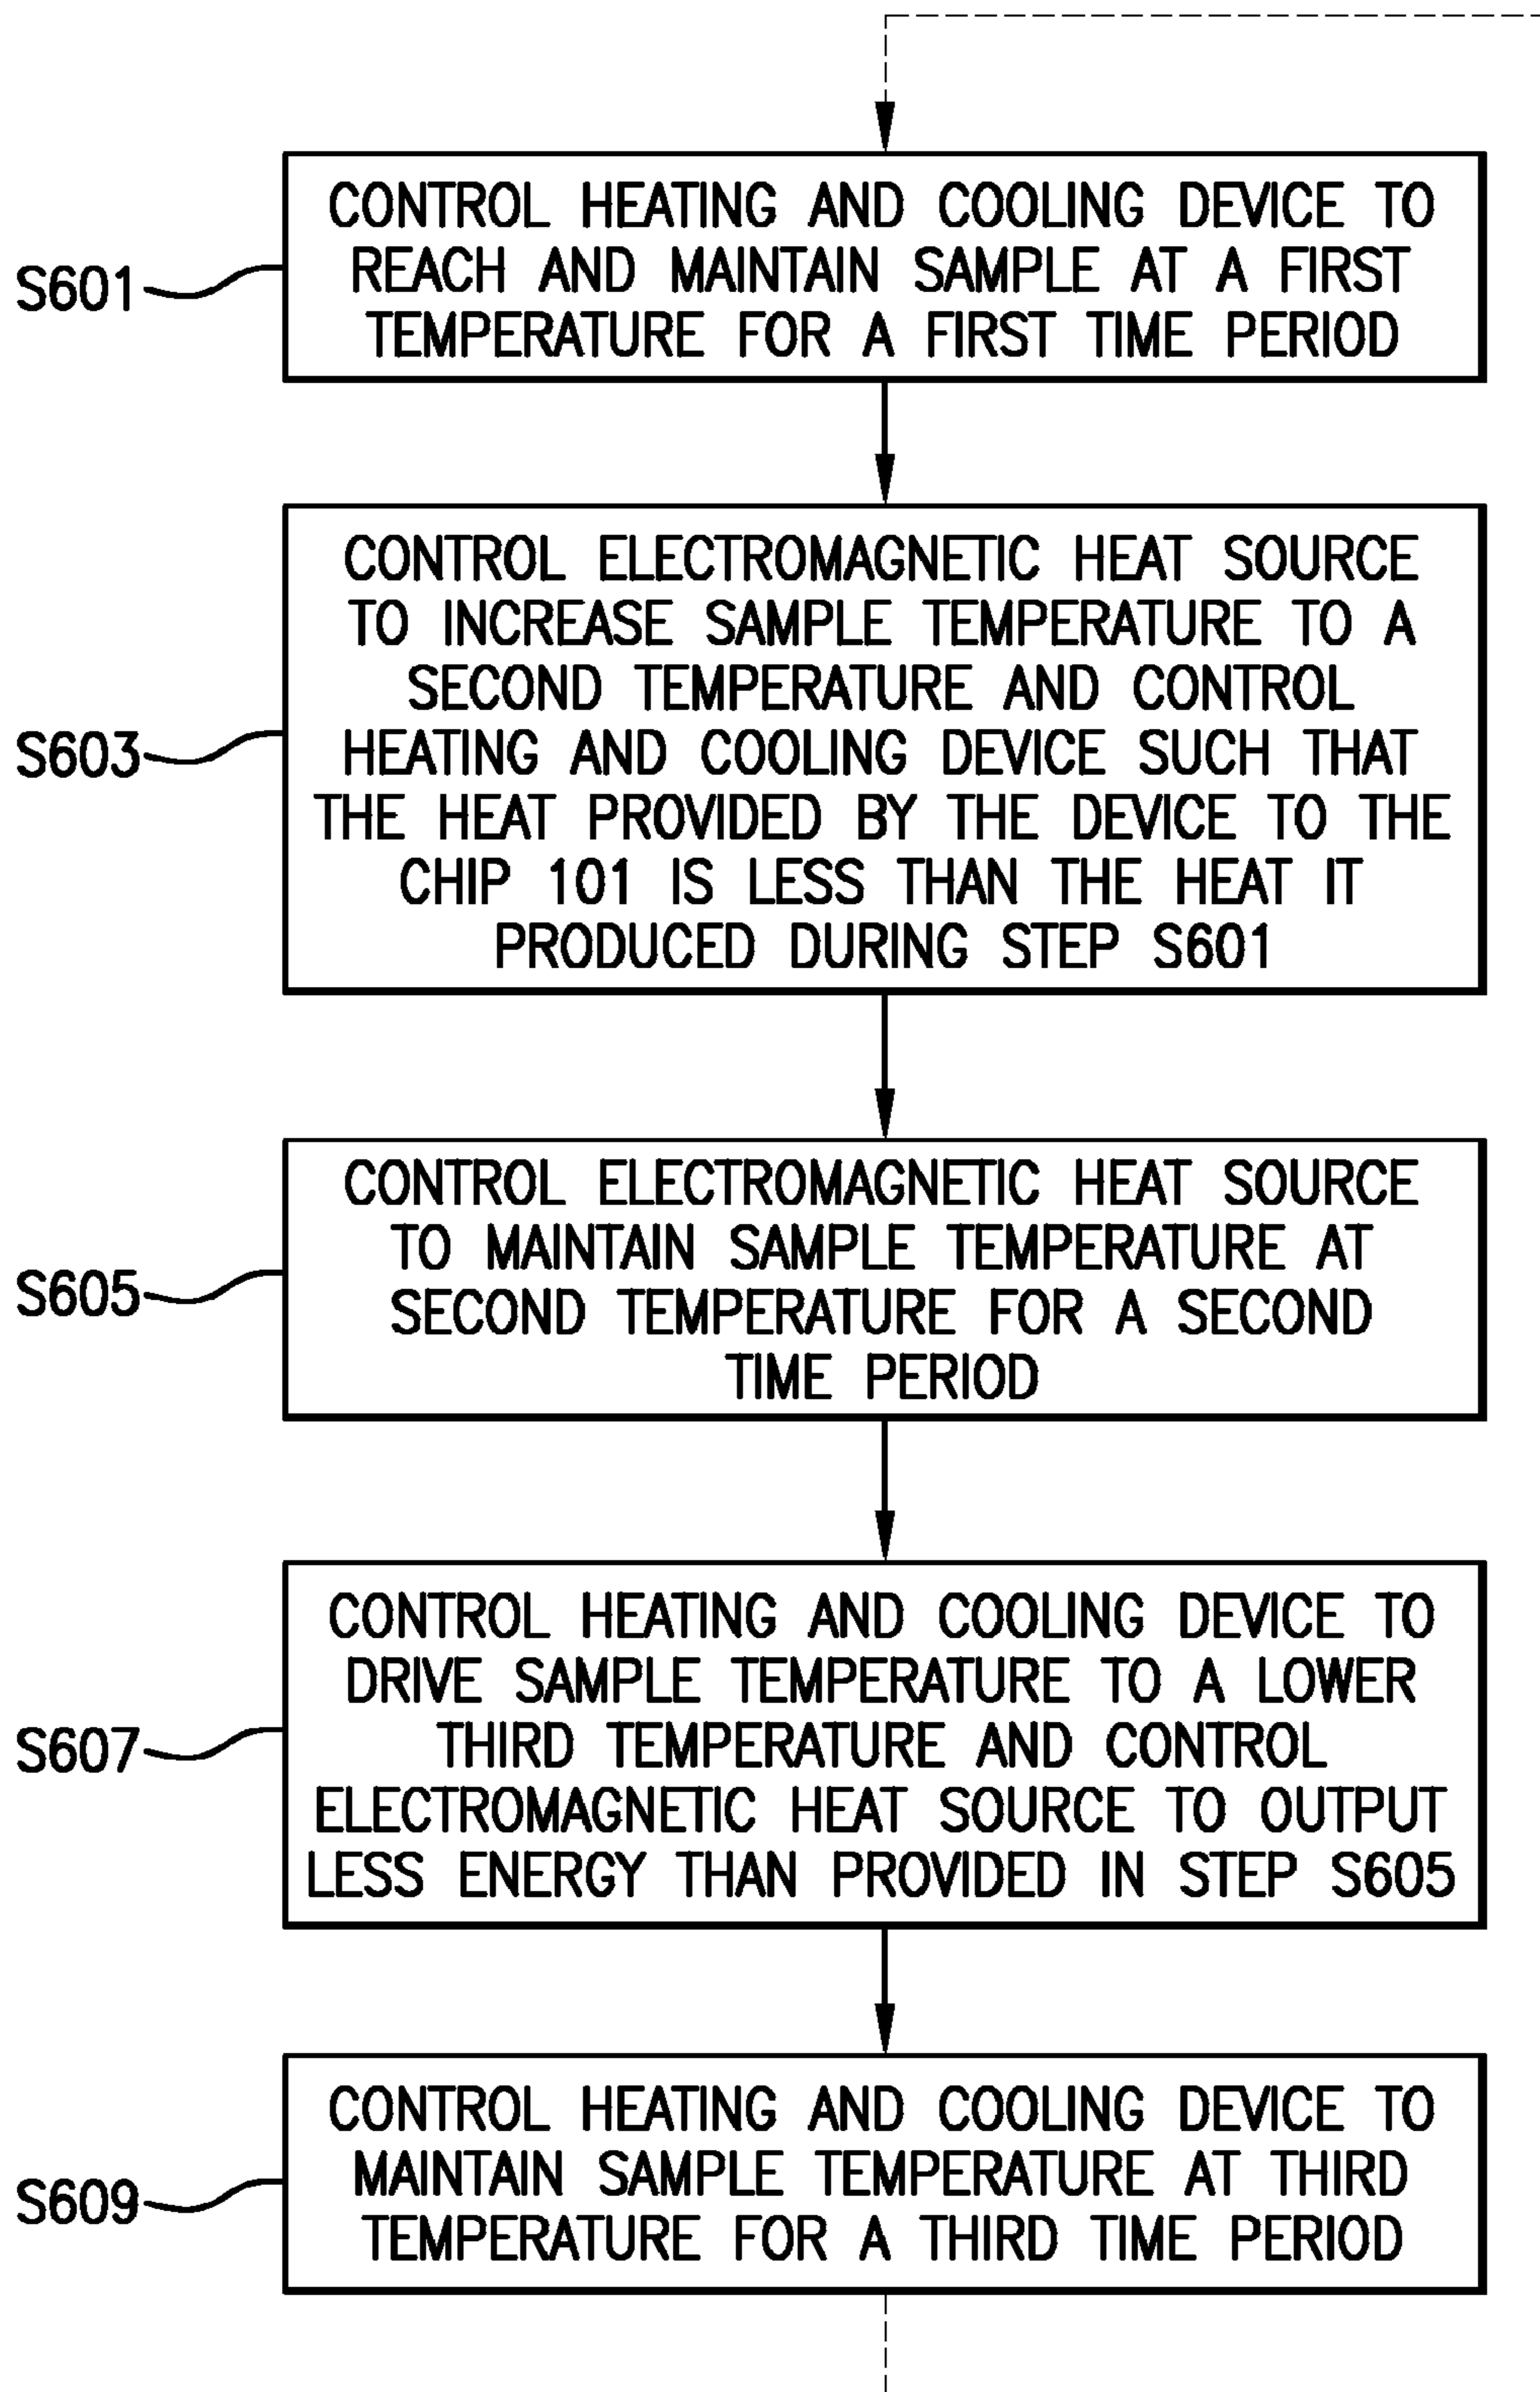 CONTROL HEATING AND COOLING DEVICE TO
REACH AND MAINTAIN SAMPLE AT A FIRST
TEMPERATURE FOR A FIRST TIME PERIOD
S601
CONTROL ELECTROMAGNETIC HEAT SOURCE
TO INCREASE SAMPLE TEMPERATURE TO A
SECOND TEMPERATURE AND CONTROL
HEATING AND COOLING DEVICE SUCH THAT
THE HEAT PROVIDED BY THE DEVICE TO THE
CHIP 101 IS LESS THAN THE HEAT IT
PRODUCED DURING STEP S601
S603
CONTROL ELECTROMAGNETIC HEAT SOURCE
TO MAINTAIN SAMPLE TEMPERATURE AT
SECOND TEMPERATURE FOR A SECOND
TIME PERIOD
S605
CONTROL HEATING AND COOLING DEVICE TO
DRIVE SAMPLE TEMPERATURE TO A LOWER
THIRD TEMPERATURE AND CONTROL
ELECTROMAGNETIC HEAT SOURCE TO OUTPUT
LESS ENERGY THAN PROVIDED IN STEP S605
S607
CONTROL HEATING AND COOLING DEVICE TO
MAINTAIN SAMPLE TEMPERATURE AT THIRD
TEMPERATURE FOR A THIRD TIME PERIOD
S609